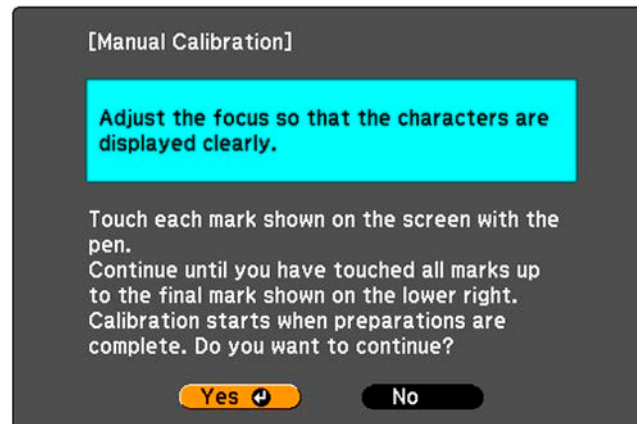 [Manual Calibration]
Adjust the focus so that the characters are
displayed clearly.
Touch each mark shown on the screen with the
pen.
Continue until you have touched all marks up
to the final mark shown on the lower right.
Calibration starts when preparations are
complete. Do you want to continue?
Yes No